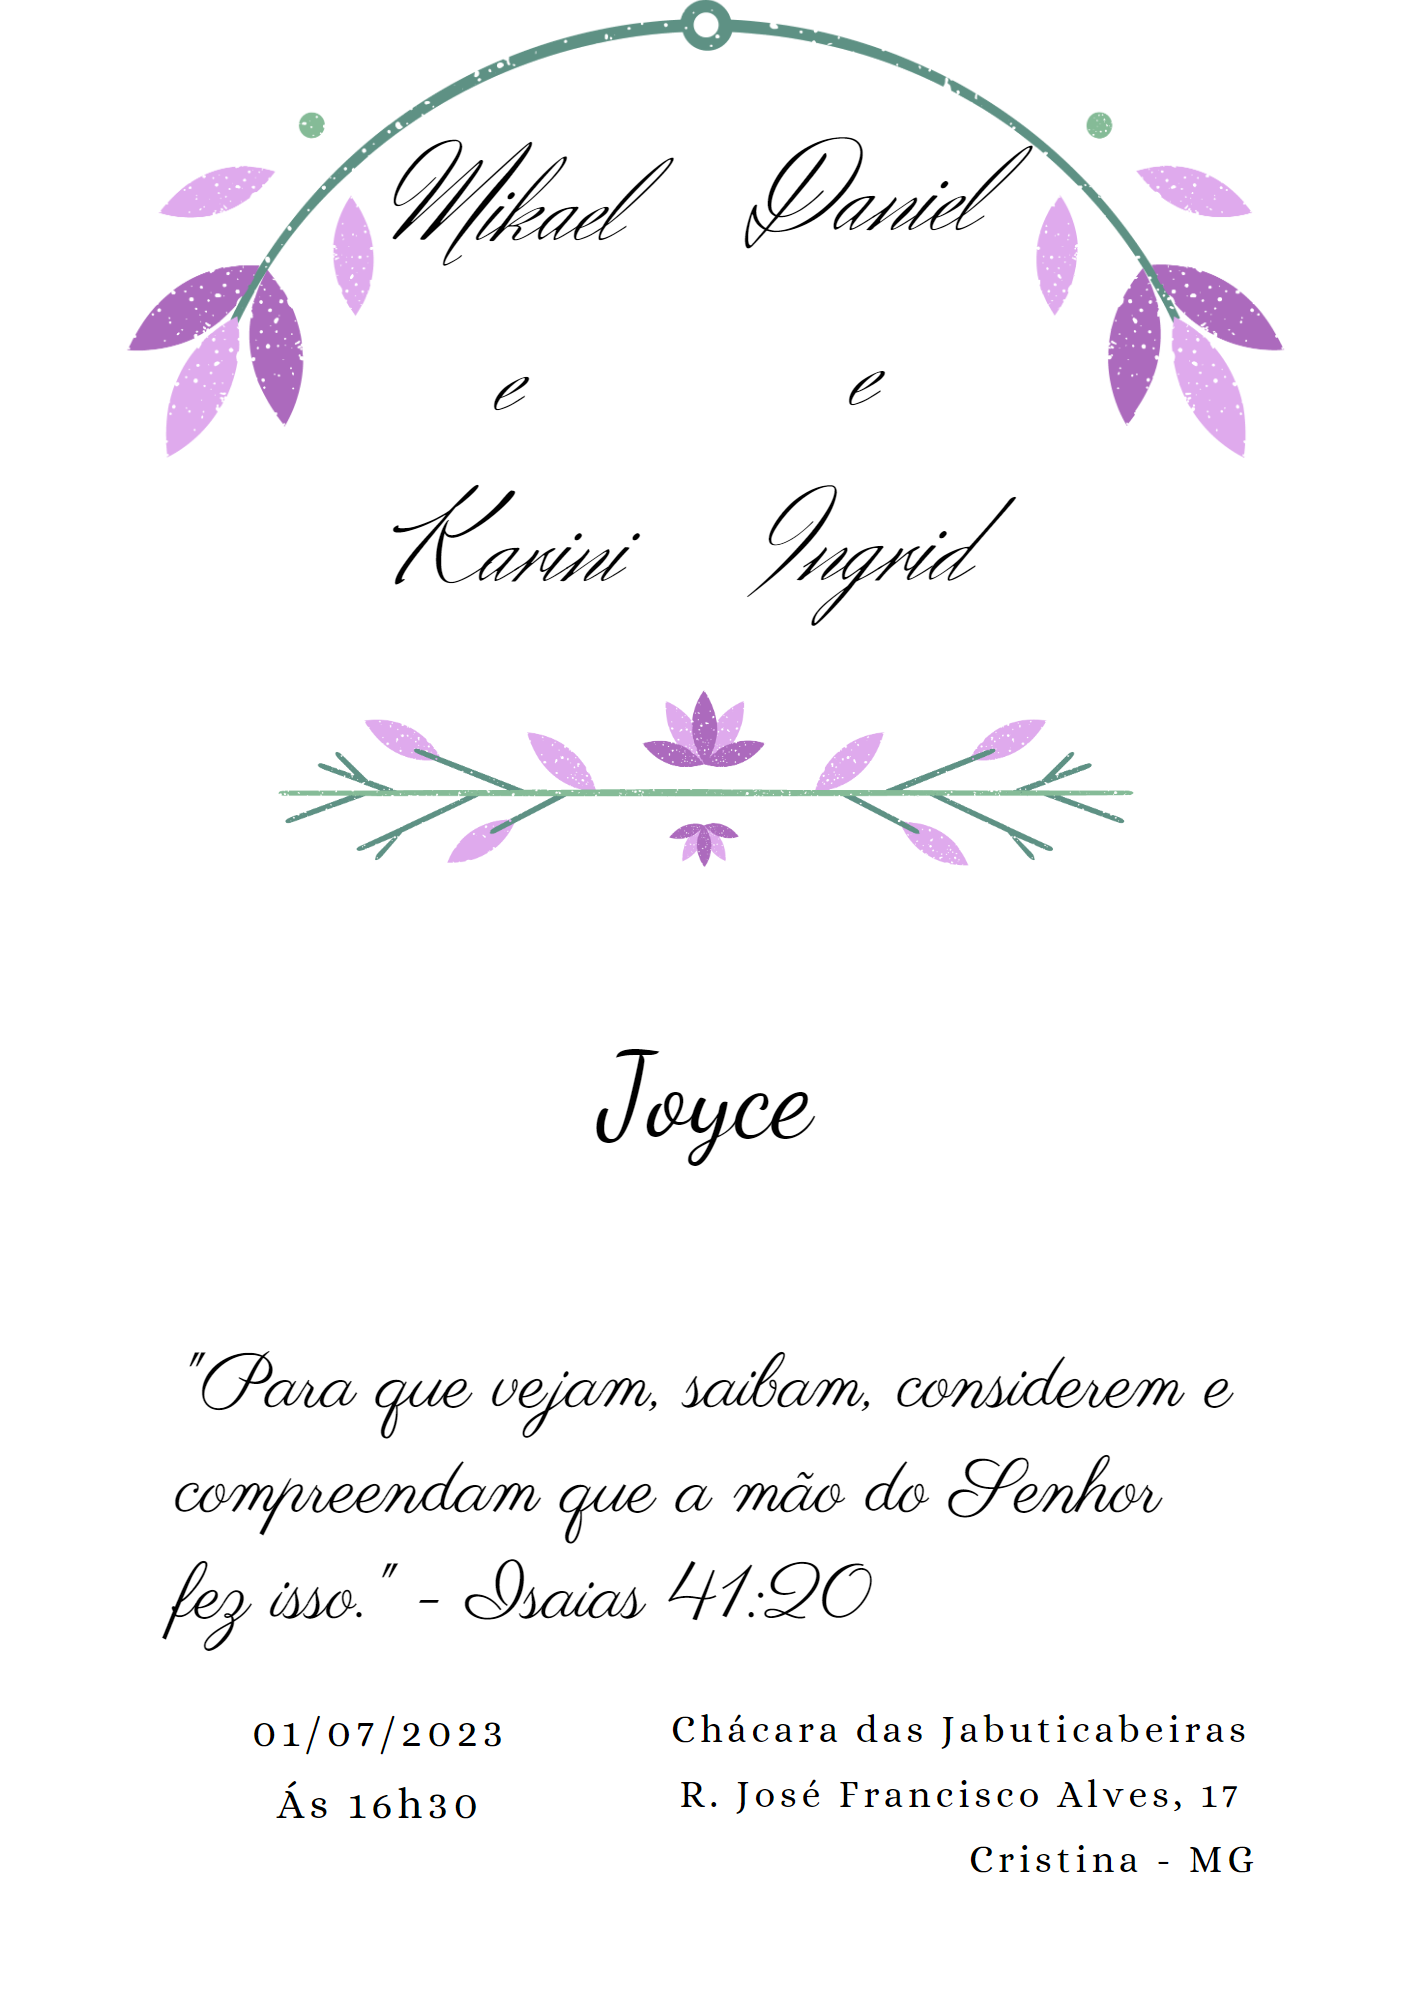 Mikael Daniel
e e
Karini Ingrid
Joyce
"Para que vejam, saibam, considerem e
compreendam que a mão do Senhor
fez isso." - Isaias 41:20
01/07/2023
Ás 16h30
Chácara das Jabuticabeiras
R. José Francisco Alves, 17
Cristina - MG